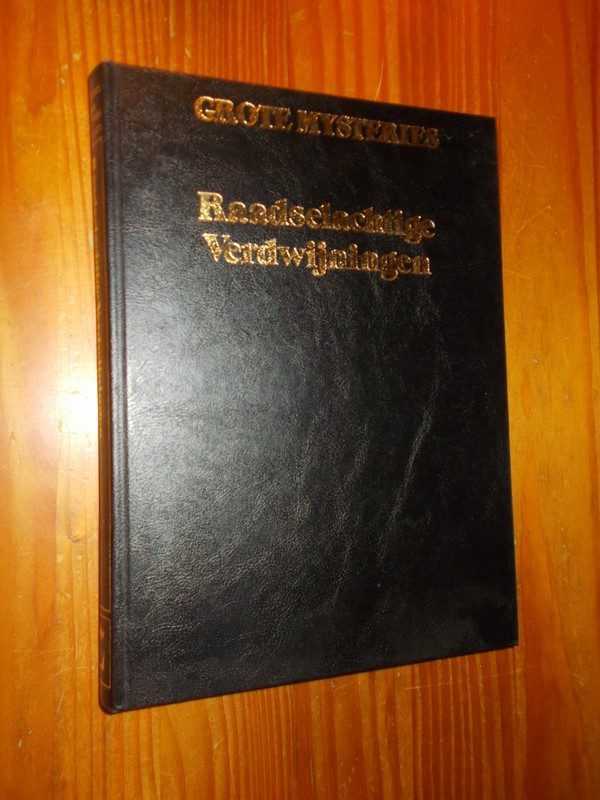 GROTE MYSTERIES
Raadselachtige
Verdwijningen